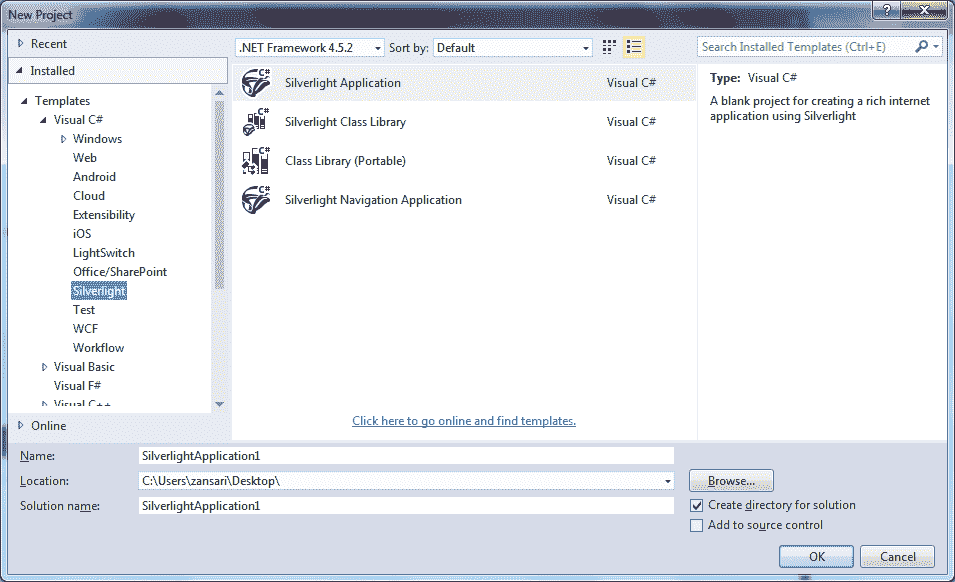 New Project
Recent
Installed
.NET Framework 4.5.2 Sort by: Default
Search Installed Templates (Ctrl+E)
Templates
Visual C#
Windows
Web
Android
Cloud
Extensibility
iOS
LightSwitch
Office/SharePoint
Silverlight
Test
WCF
Workflow
Visual Basic
Visual F#
Visual C++
Online
C# Silverlight Application Visual C#
C# Silverlight Class Library Visual C#
C# Class Library (Portable) Visual C#
C# Silverlight Navigation Application Visual C#
Click here to go online and find templates.
Type: Visual C#
A blank project for creating a rich internet
application using Silverlight
Name: SilverlightApplication1
Location: C:\Users\zansari\Desktop\
Browse...
Solution name: SilverlightApplication1
Create directory for solution
Add to source control
OK Cancel